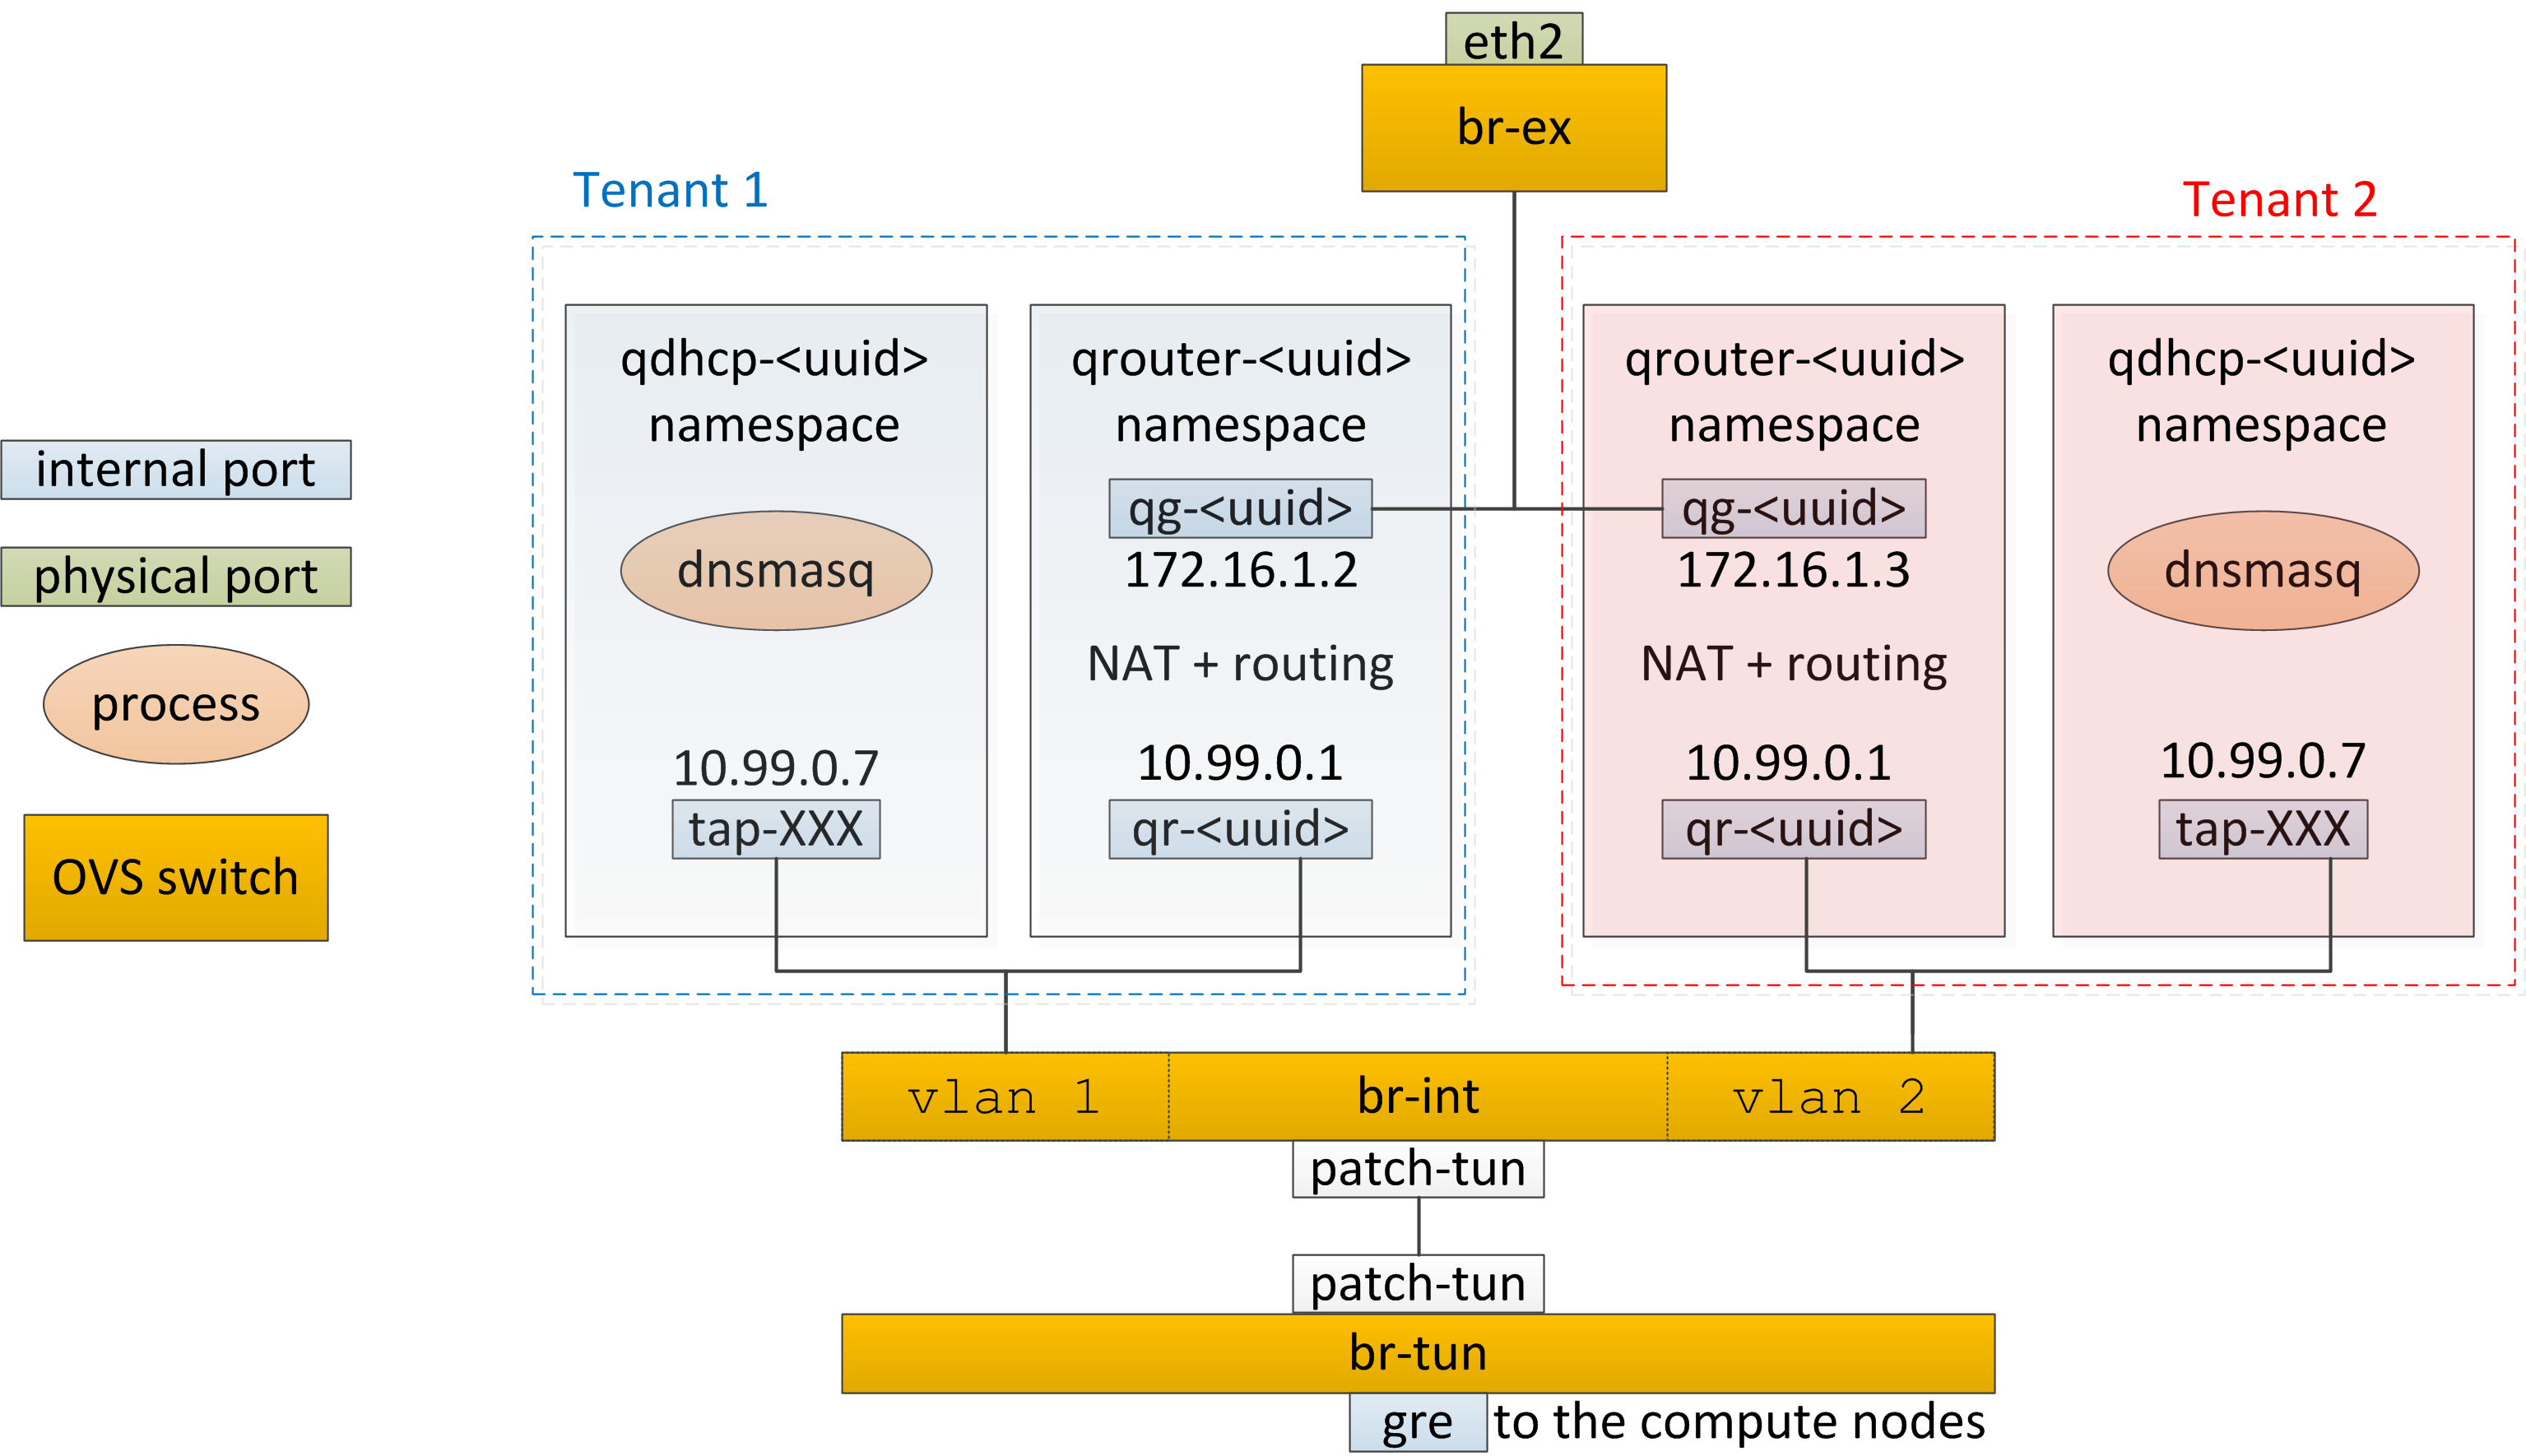 eth2
br-ex
Tenant 1
Tenant 2
internal port
physical port
process
OVS switch
qdhcp-<uuid>
namespace
dnsmasq
10.99.0.7
tap-XXX
qrouter-<uuid>
namespace
qg-<uuid>
172.16.1.2
NAT + routing
10.99.0.1
qr-<uuid>
qrouter-<uuid>
namespace
qg-<uuid>
172.16.1.3
NAT + routing
10.99.0.1
qr-<uuid>
qdhcp-<uuid>
namespace
dnsmasq
10.99.0.7
tap-XXX
vlan 1
br-int
vlan 2
patch-tun
patch-tun
br-tun
gre to the compute nodes